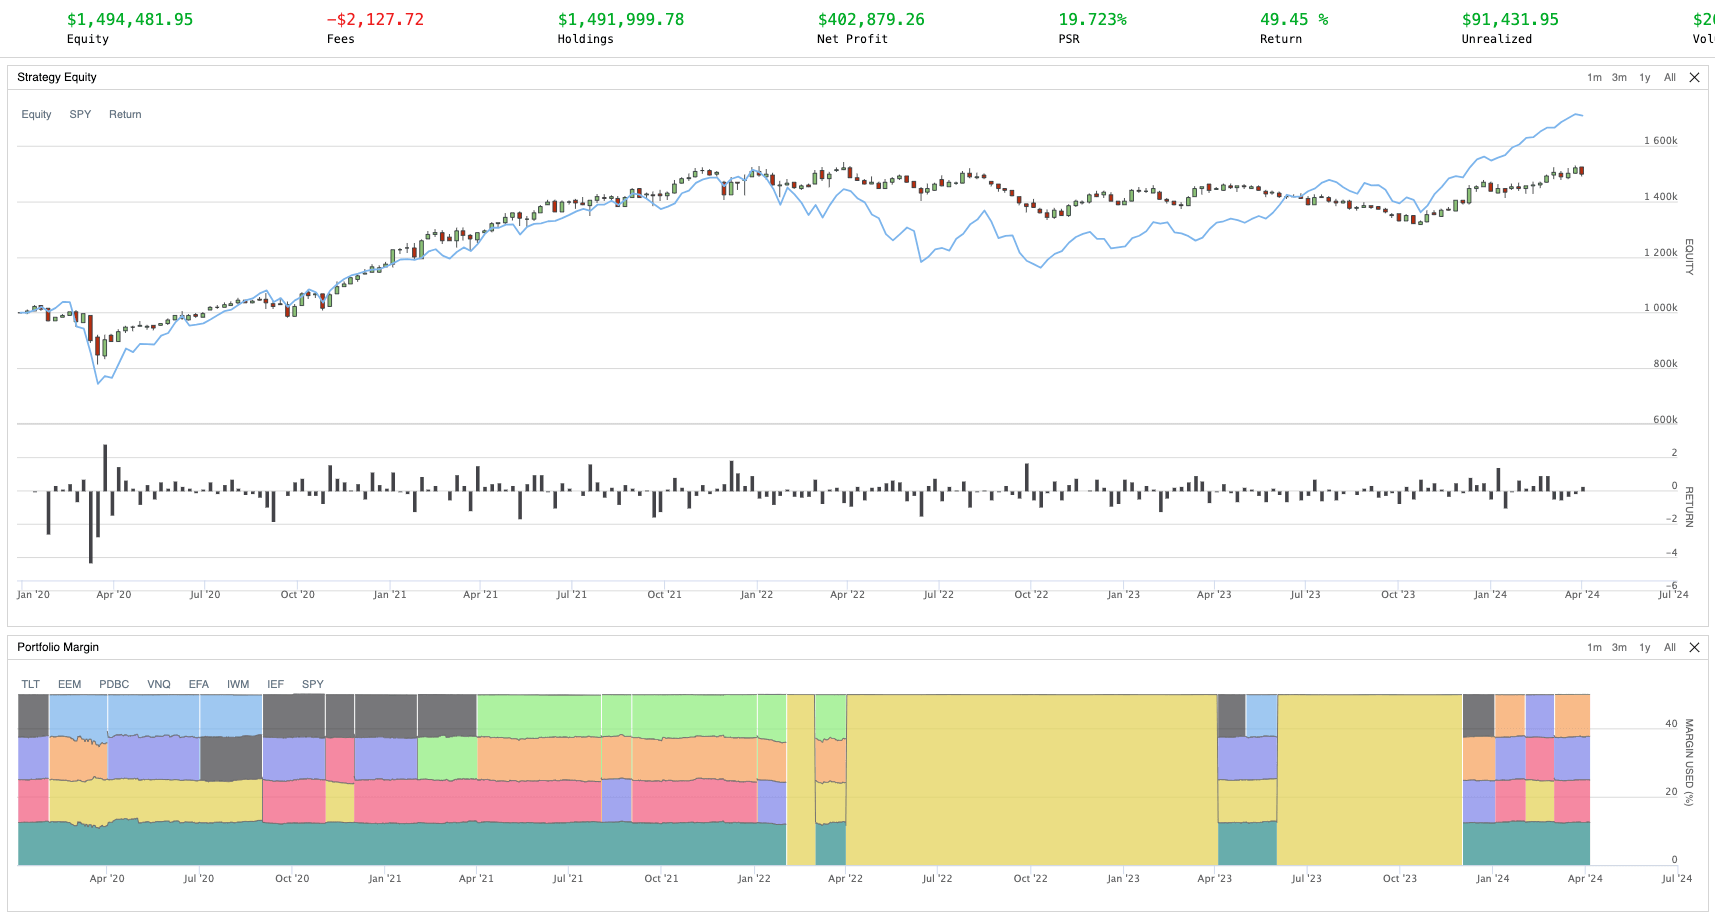 $1,494,481.95 −$2,127.72 $1,491,999.78 $402,879.26 19.723% 49.45 % $91,431.95
Equity Fees Holdings Net Profit PSR Return Unrealized
Strategy Equity 1m 3m 1y All
Equity SPY Return
1 600k
1 400k
1 200k
1 000k
800k
600k
EQUITY
2
0
−2
−4
−6
RETURN
Jan '20 Apr '20 Jul '20 Oct '20 Jan '21 Apr '21 Jul '21 Oct '21 Jan '22 Apr '22 Jul '22 Oct '22 Jan '23 Apr '23 Jul '23 Oct '23 Jan '24 Apr '24 Jul '24
Portfolio Margin 1m 3m 1y All
TLT EEM PDBC VNQ EFA IWM IEF SPY
40
20
0
MARGIN USED (%)
Apr '20 Jul '20 Oct '20 Jan '21 Apr '21 Jul '21 Oct '21 Jan '22 Apr '22 Jul '22 Oct '22 Jan '23 Apr '23 Jul '23 Oct '23 Jan '24 Apr '24 Jul '24